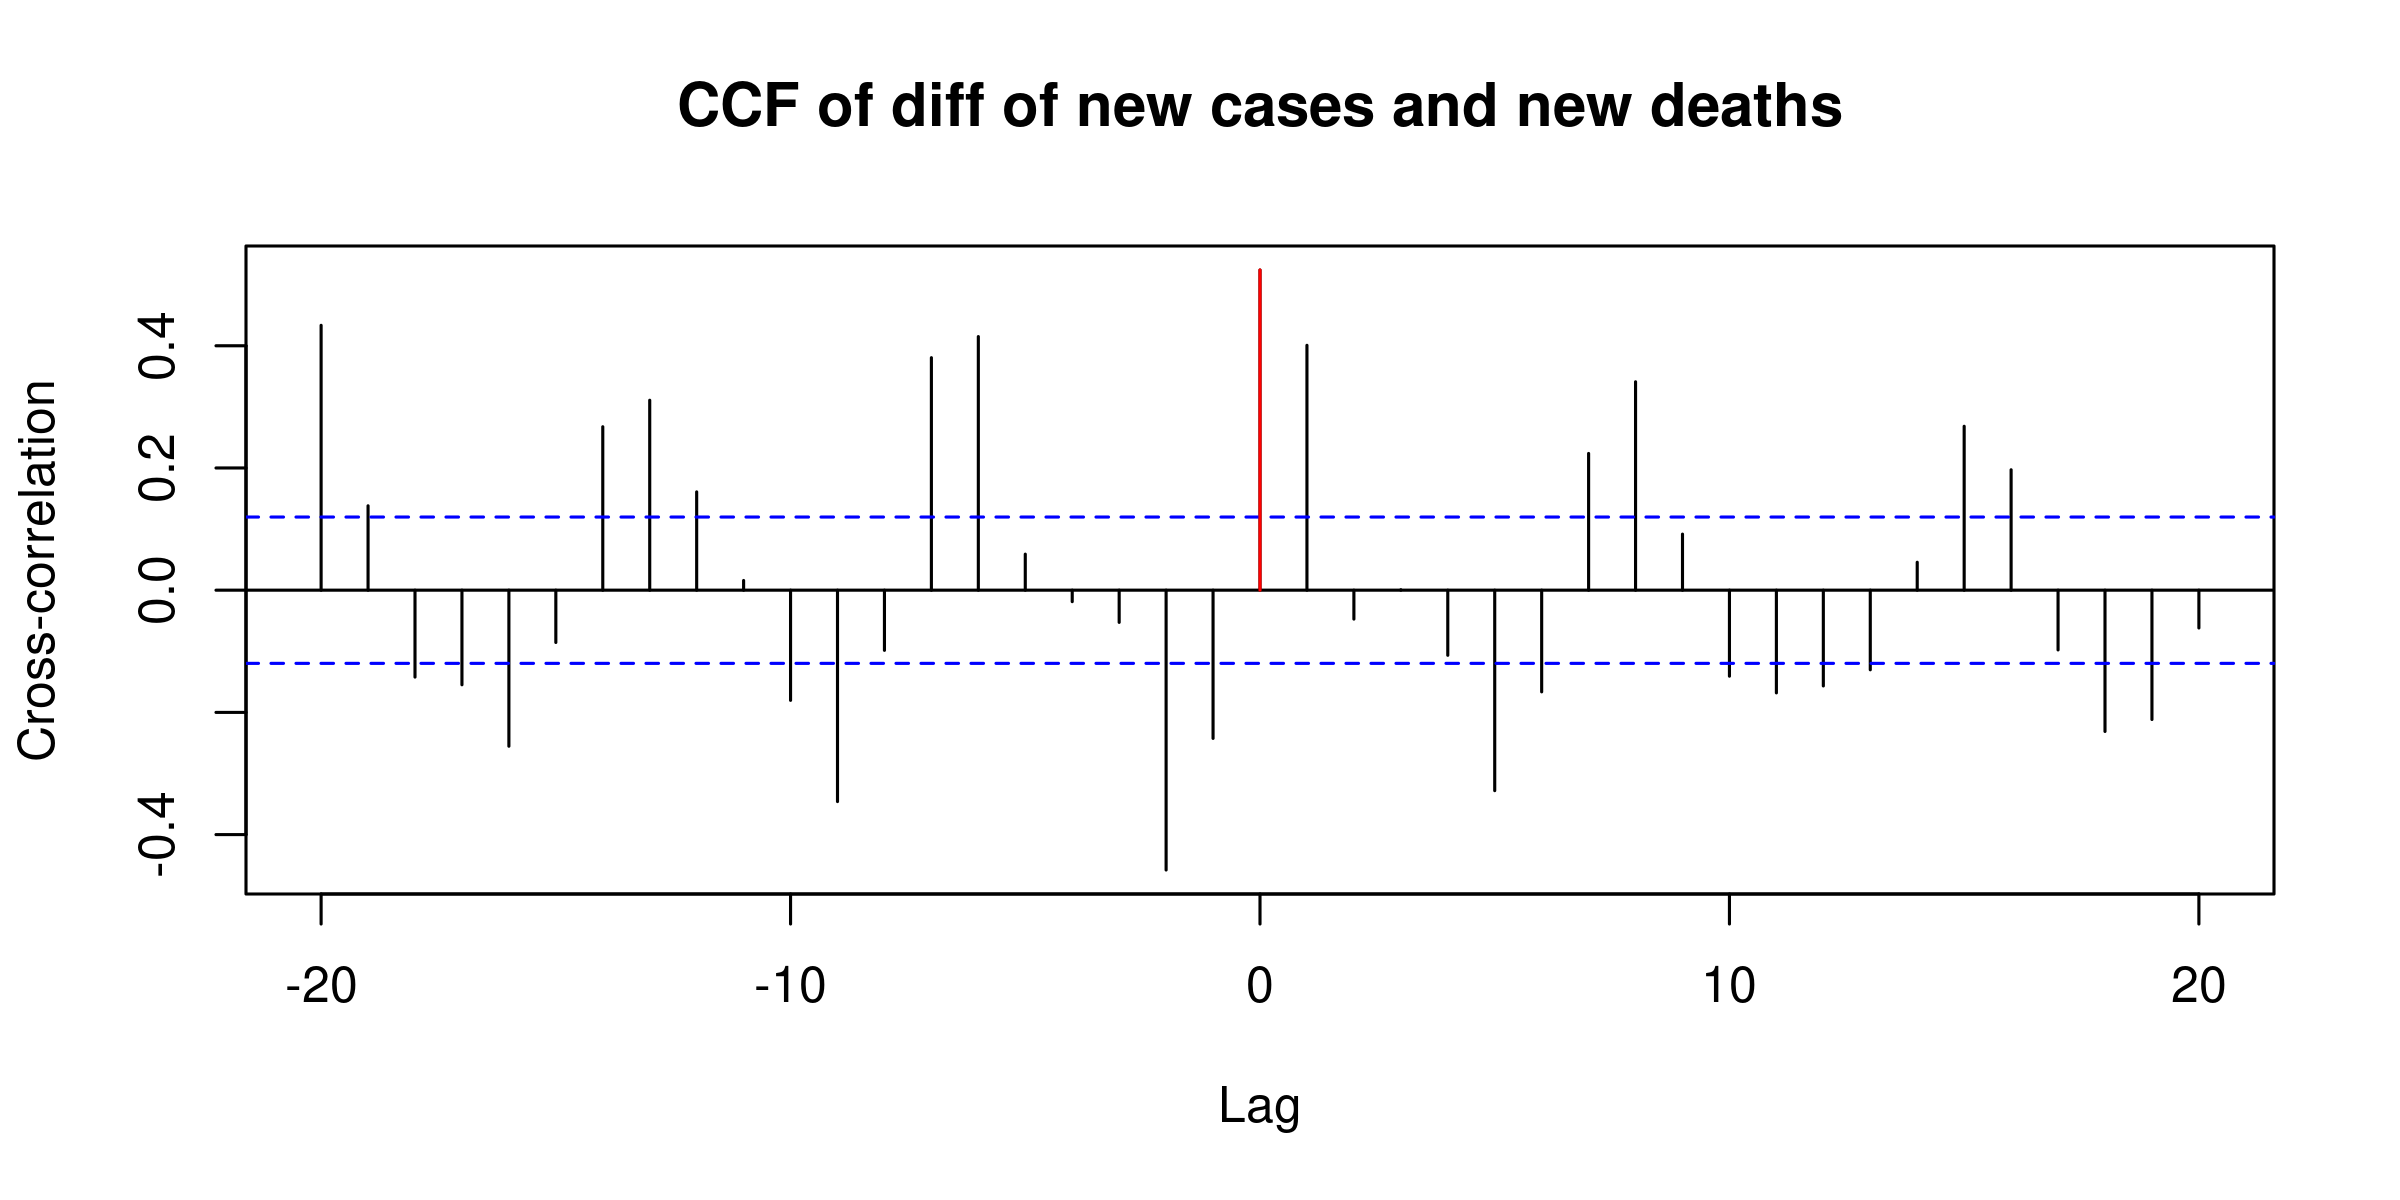 CCF of diff of new cases and new deaths
Cross-correlation
0.4
0.2
0.0
-0.4
-20 -10 0 10 20
Lag